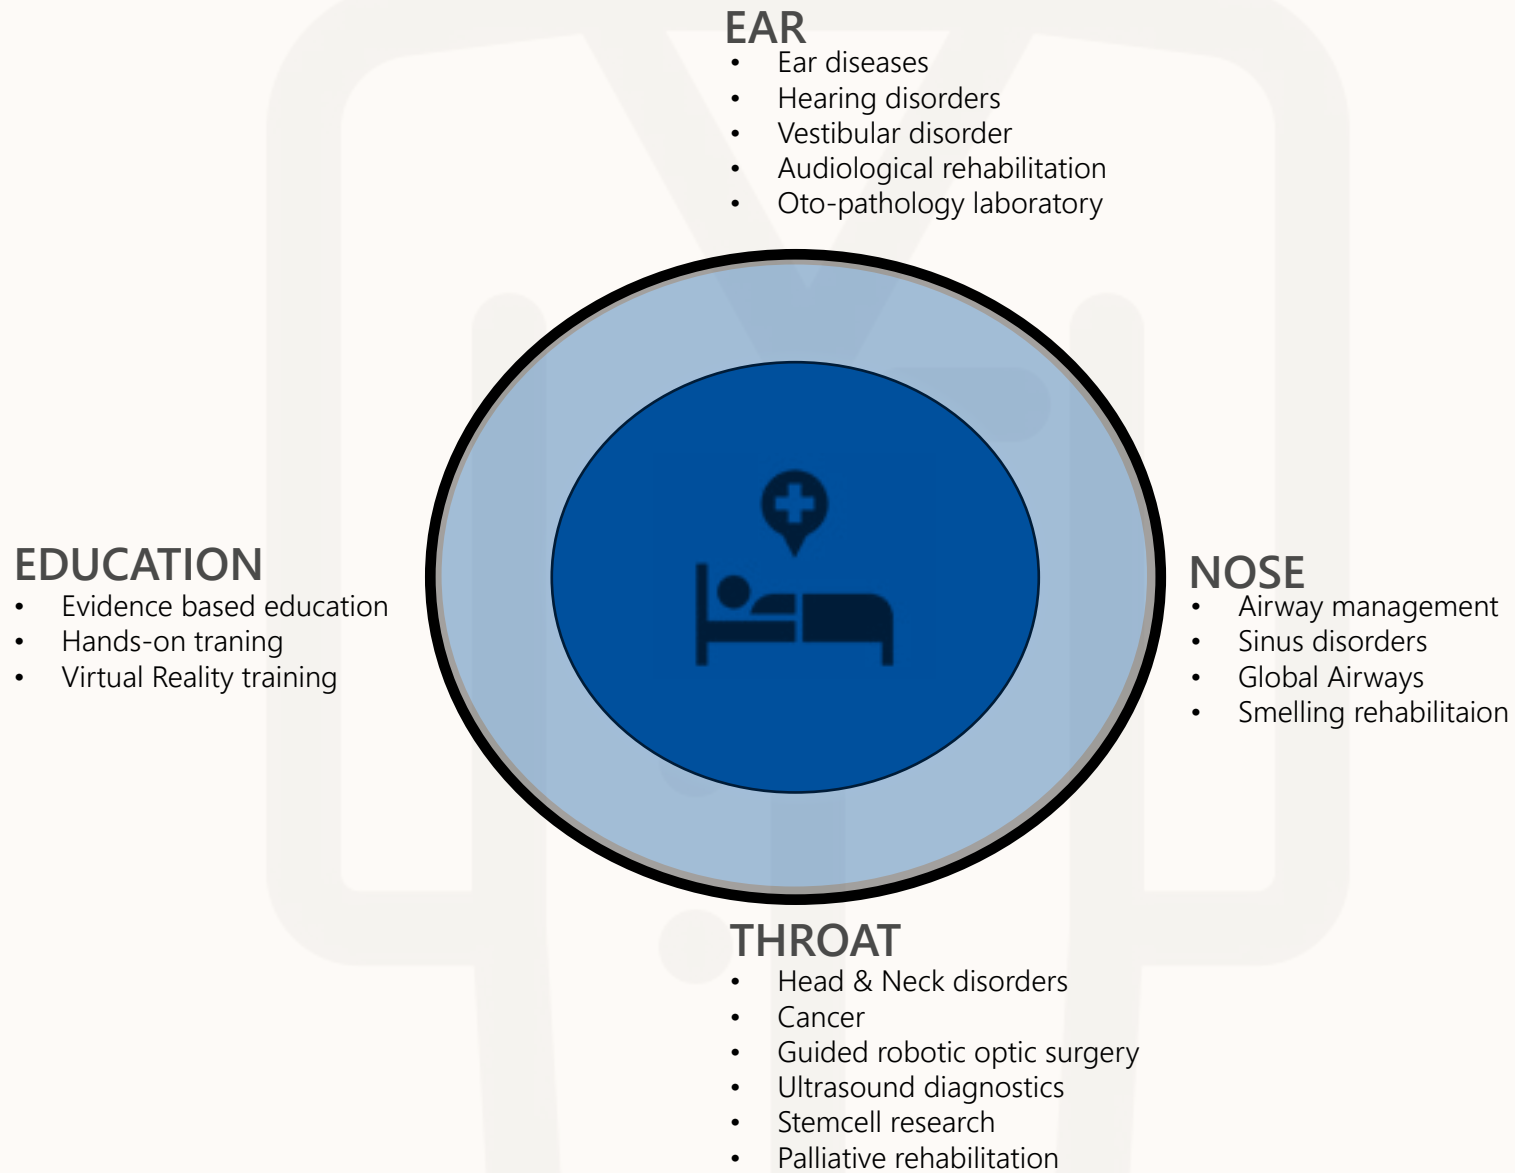 EAR
• Ear diseases
• Hearing disorders
• Vestibular disorder
• Audiological rehabilitation
• Oto-pathology laboratory
EDUCATION
• Evidence based education
• Hands-on traning
• Virtual Reality training
NOSE
• Airway management
• Sinus disorders
• Global Airways
• Smelling rehabilitaion
THROAT
• Head & Neck disorders
• Cancer
• Guided robotic optic surgery
• Ultrasound diagnostics
• Stemcell research
• Palliative rehabilitation